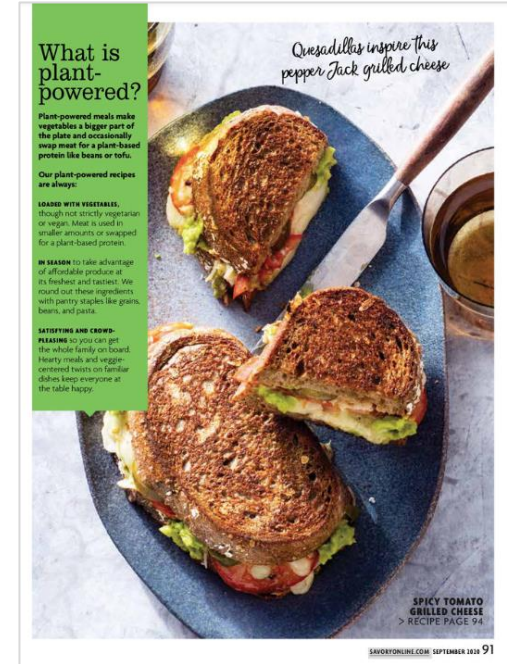 What is
plant-
powered?
Plant-powered meals make
vegetables a bigger part of
the plate and occasionally
swap meat for a plant-based
protein like beans or tofu.
Our plant-powered recipes
are always:
LOADED WITH VEGETABLES,
though not strictly vegetarian
or vegan. Meat is used in
smaller amounts or swapped
for a plant-based protein.
IN SEASON to take advantage
of affordable produce at
its freshest and tastiest. We
round out these ingredients
with pantry staples like grains,
beans, and pasta.
SATISFYING AND CROWD-
PLEASING so you can get
the whole family on board.
Hearty meals and veggie-
centered twists on familiar
dishes keep everyone at
the table happy.
Quesadillas inspire this
pepper Jack grilled cheese
SPICY TOMATO
GRILLED CHEESE
> RECIPE PAGE 94
SAVORYONLINE.COM SEPTEMBER 2020 91